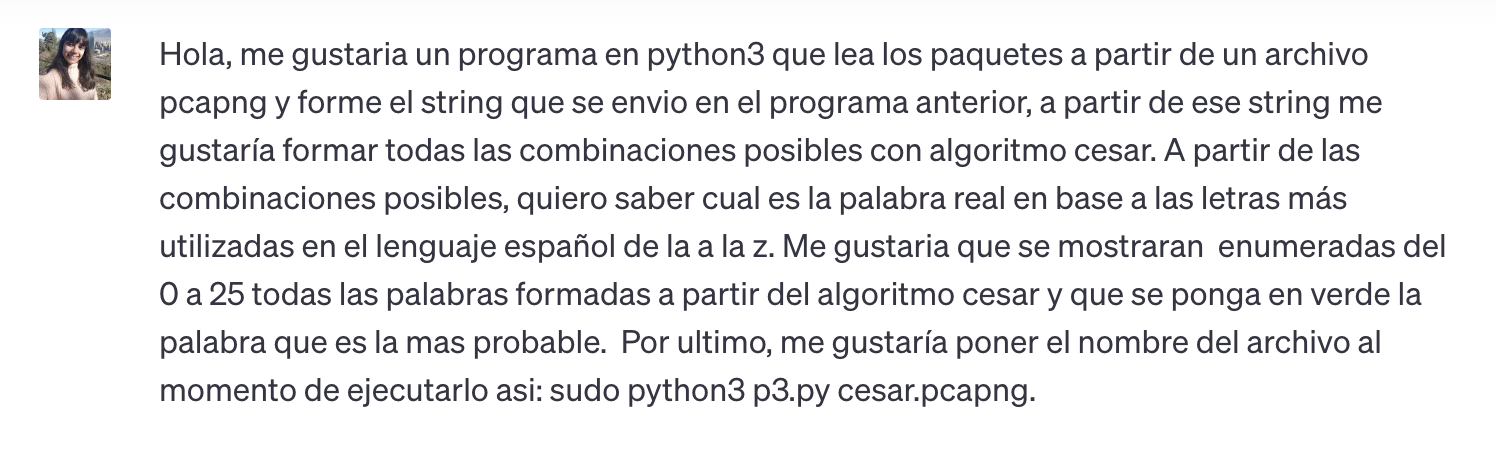 Hola, me gustaria un programa en python3 que lea los paquetes a partir de un archivo
pcapng y forme el string que se envio en el programa anterior, a partir de ese string me
gustaría formar todas las combinaciones posibles con algoritmo cesar. A partir de las
combinaciones posibles, quiero saber cual es la palabra real en base a las letras más
utilizadas en el lenguaje español de la a la z. Me gustaria que se mostraran  enumeradas del
0 a 25 todas las palabras formadas a partir del algoritmo cesar y que se ponga en verde la
palabra que es la mas probable.  Por ultimo, me gustaría poner el nombre del archivo al
momento de ejecutarlo asi: sudo python3 p3.py cesar.pcapng.